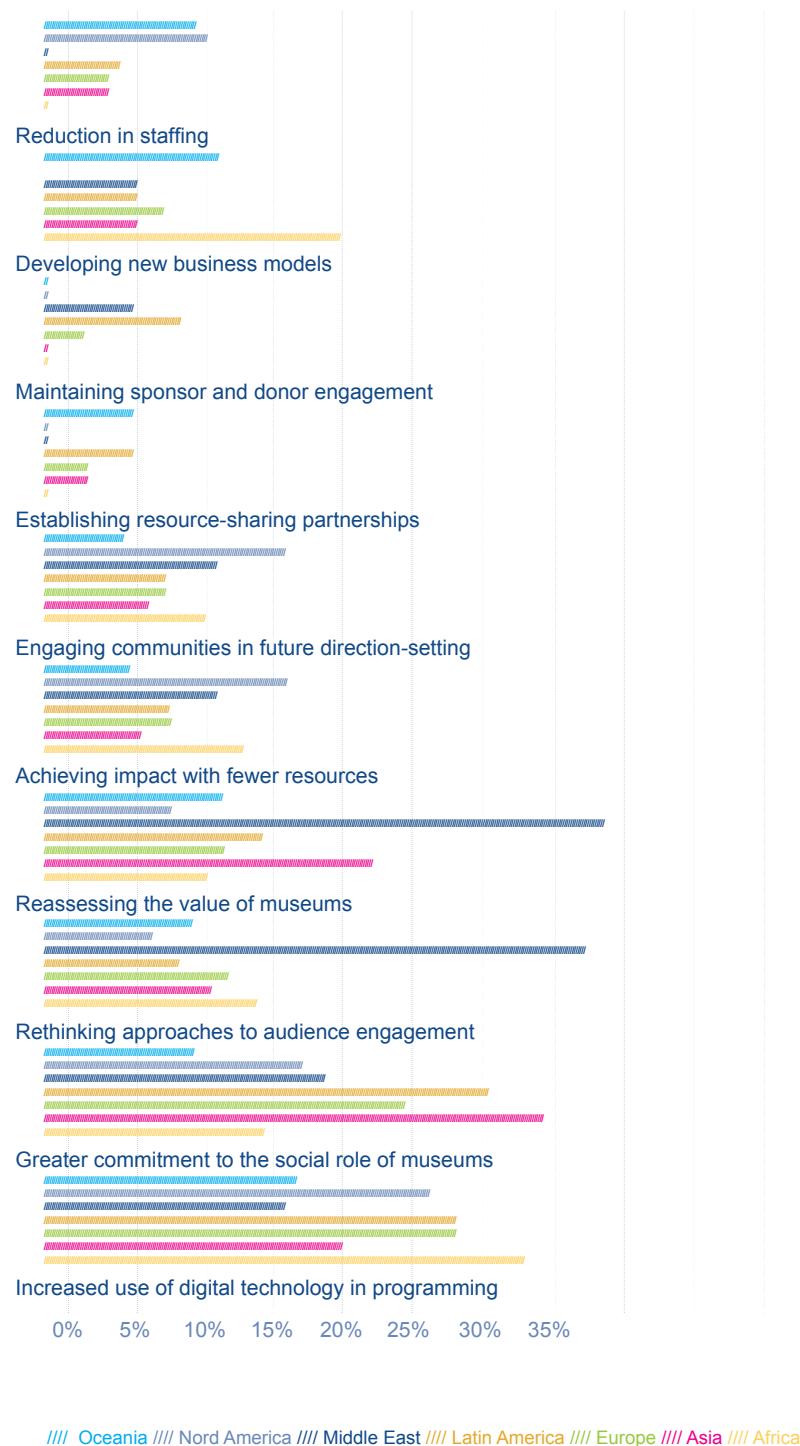 Reduction in staffing
Developing new business models
Maintaining sponsor and donor engagement
Establishing resource-sharing partnerships
Engaging communities in future direction-setting
Achieving impact with fewer resources
Reassessing the value of museums
Rethinking approaches to audience engagement
Greater commitment to the social role of museums
Increased use of digital technology in programming
0% 5% 10% 15% 20% 25% 30% 35%
//// Oceania //// Nord America //// Middle East //// Latin America //// Europe //// Asia //// Africa